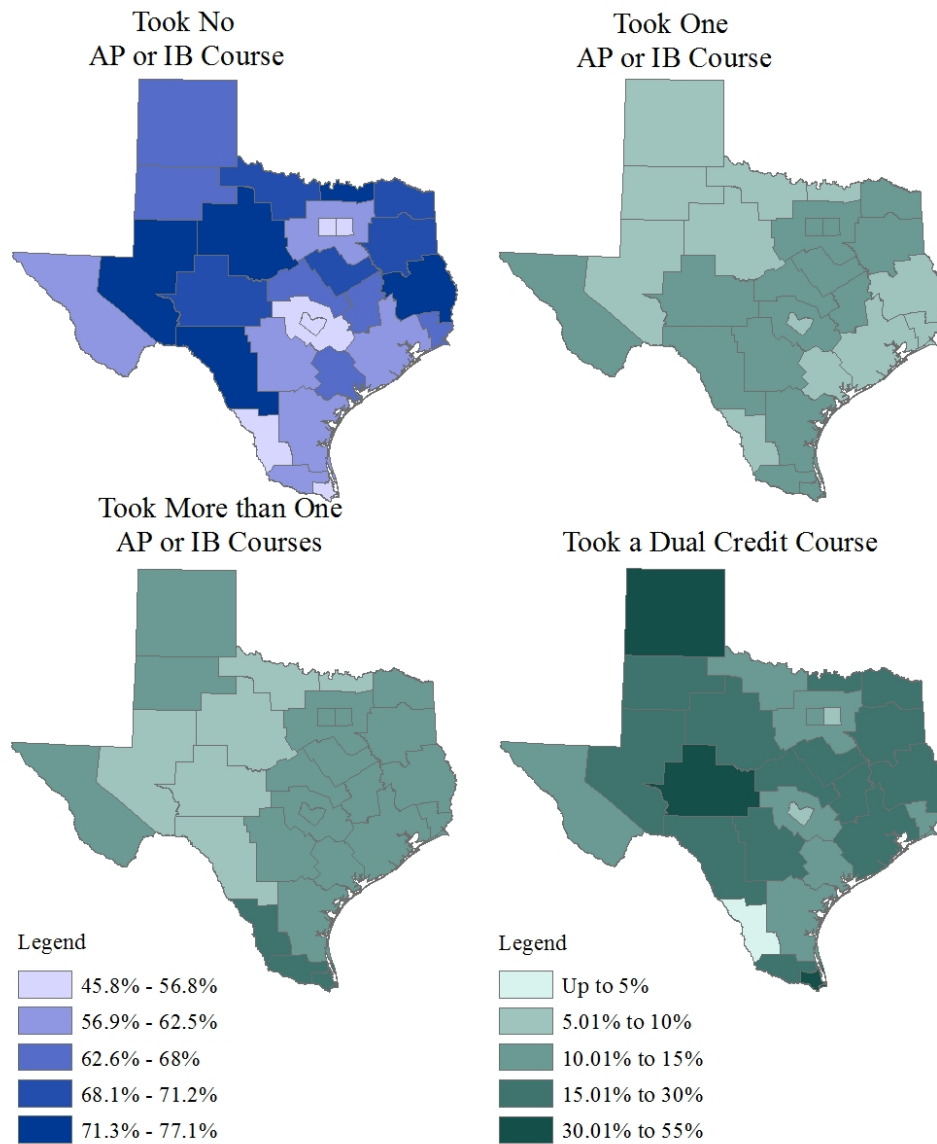 Took No
AP or IB Course
Took One
AP or IB Course
Took More than One
AP or IB Courses
Took a Dual Credit Course
Legend
45.8% - 56.8%
56.9% - 62.5%
62.6% - 68%
68.1% - 71.2%
71.3% - 77.1%
Legend
Up to 5%
5.01% to 10%
10.01% to 15%
15.01% to 30%
30.01% to 55%